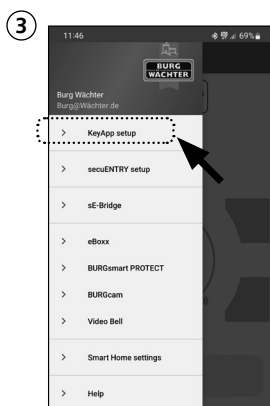 3
11:46 69%
BURG
WÄCHTER
Burg Wächter
Burg@Wächter.de
> KeyApp setup
> secuENTRY setup
> sE-Bridge
> eBoxx
> BURGsmart PROTECT
> BURGcam
> Video Bell
> Smart Home settings
> Help